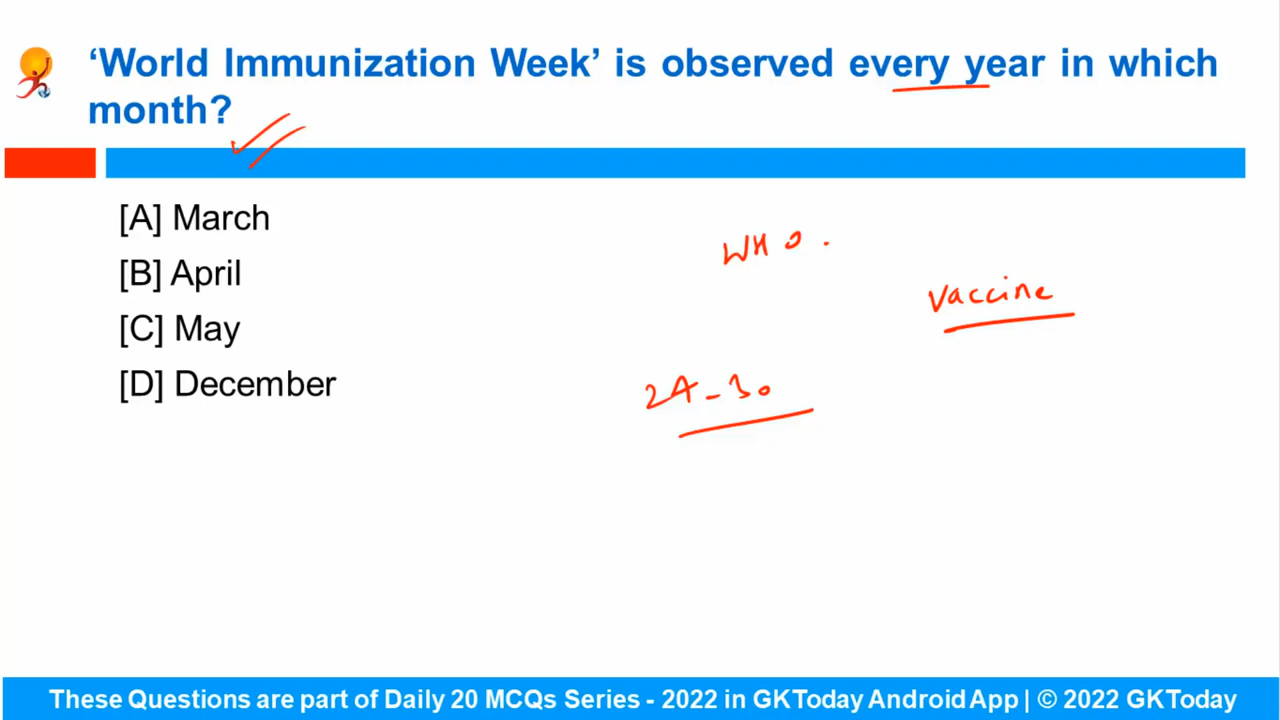 ‘World Immunization Week’ is observed every year in which
month?
[A] March
[B] April
[C] May
[D] December
WHO.
Vaccine
24-30
These Questions are part of Daily 20 MCQs Series - 2022 in GKToday Android App | © 2022 GKToday